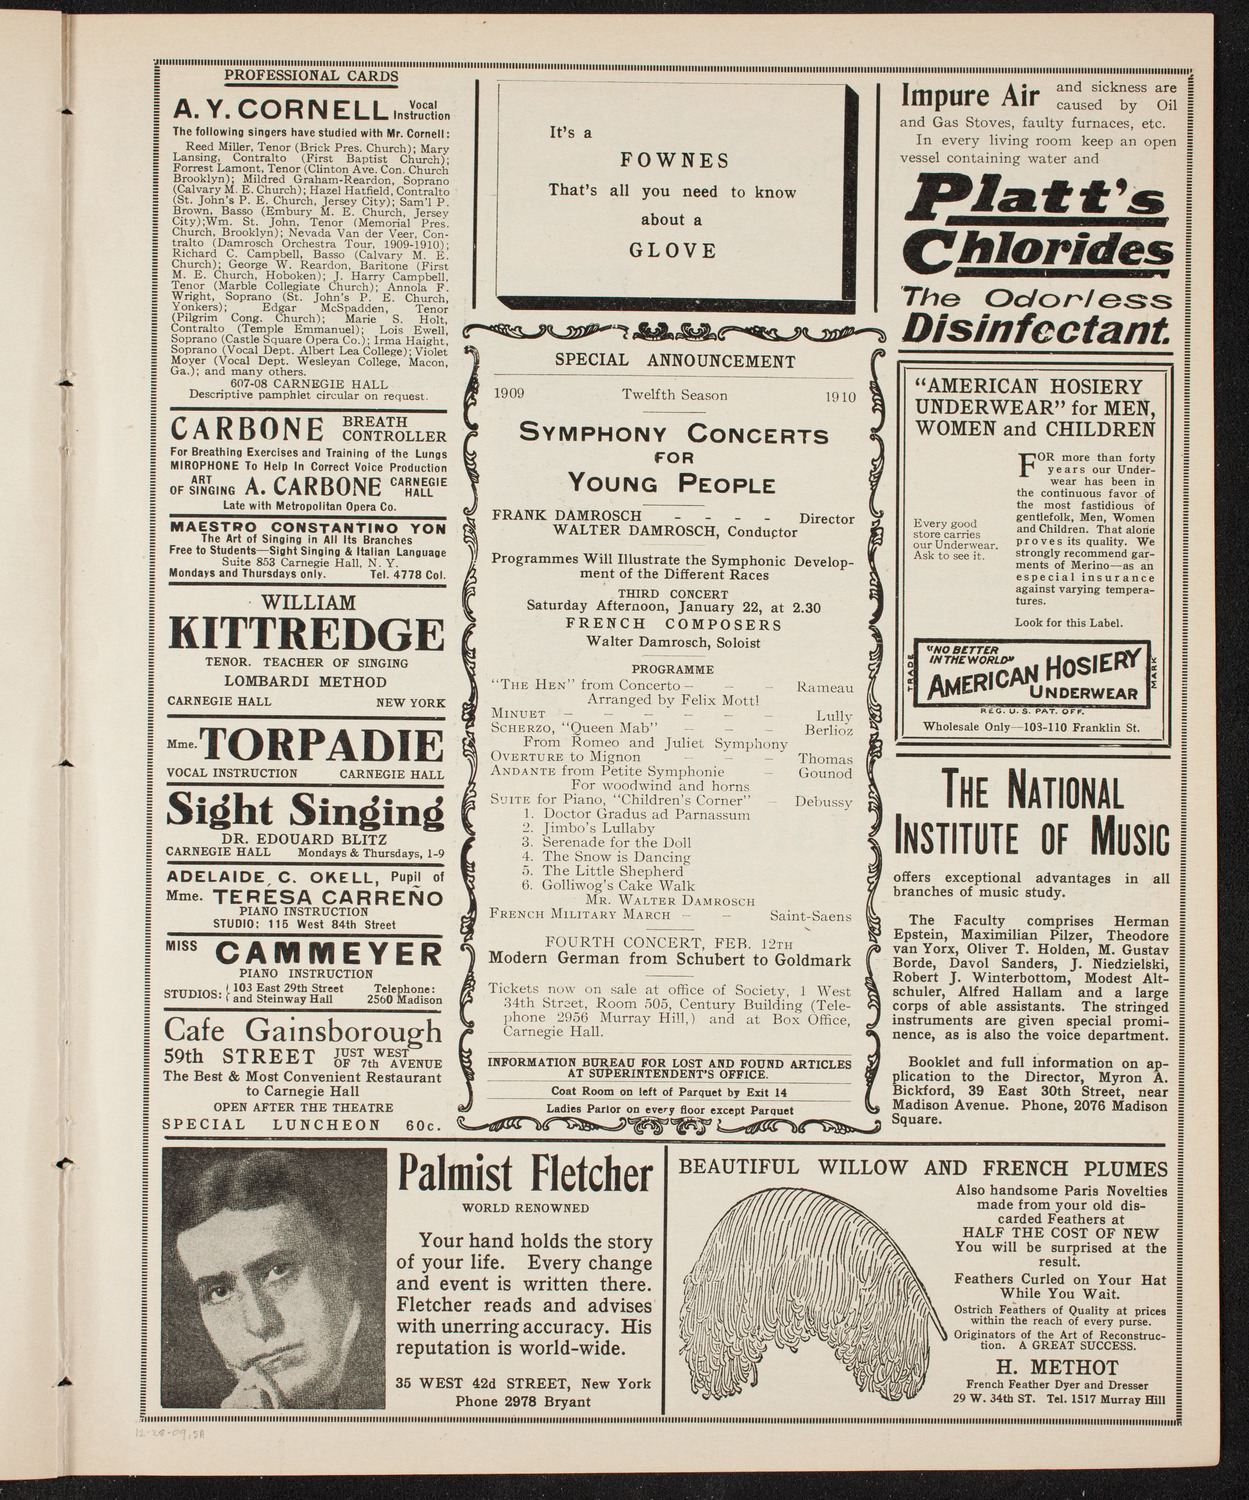 PROFESSIONAL CARDS
A. Y. CORNELL Vocal Instruction
The following singers have studied with Mr. Cornell:
Reed Miller, Tenor (Brick Pres. Church); Mary
Lansing, Contralto (First Baptist Church);
Forrest Lamont, Tenor (Clinton Ave. Con. Church
Brooklyn); Mildred Graham-Reardon, Soprano
(Calvary M. E. Church); Hazel Hatfield, Contralto
(St. John's P. E. Church, Jersey City); Sam'l P.
Brown, Basso (Embury M. E. Church, Jersey
City);Wm. St. John, Tenor (Memorial Pres.
Church, Brooklyn); Nevada Van der Veer, Con-
tralto (Damrosch Orchestra Tour, 1909-1910);
Richard C. Campbell, Basso (Calvary M. E.
Church); George W. Reardon, Baritone (First
M. E. Church, Hoboken); J. Harry Campbell,
Tenor (Marble Collegiate Church); Annola F.
Wright, Soprano (St. John's P. E. Church,
Yonkers); Edgar McSpadden, Tenor
(Pilgrim Cong. Church); Marie S. Holt,
Contralto (Temple Emmanuel); Lois Ewell,
Soprano (Castle Square Opera Co.); Irma Haight,
Soprano (Vocal Dept. Albert Lea College); Violet
Moyer (Vocal Dept. Wesleyan College, Macon,
Ga.); and many others.
607-08 CARNEGIE HALL
Descriptive pamphlet circular on request.
CARBONE BREATH CONTROLLER
For Breathing Exercises and Training of the Lungs
MIROPHONE To Help In Correct Voice Production
ART OF SINGING A. CARBONE CARNEGIE HALL
Late with Metropolitan Opera Co.
MAESTRO CONSTANTINO YON
The Art of Singing in All Its Branches
Free to Students—Sight Singing & Italian Language
Suite 853 Carnegie Hall, N. Y.
Mondays and Thursdays only. Tel. 4778 Col.
WILLIAM
KITTREDGE
TENOR. TEACHER OF SINGING
LOMBARDI METHOD
CARNEGIE HALL NEW YORK
Mme. TORPADIE
VOCAL INSTRUCTION CARNEGIE HALL
Sight Singing
DR. EDOUARD BLITZ
CARNEGIE HALL Mondays & Thursdays, 1-9
ADELAIDE C. OKELL, Pupil of
Mme. TERESA CARREÑO
PIANO INSTRUCTION
STUDIO: 115 West 84th Street
MISS CAMMEYER
PIANO INSTRUCTION
STUDIOS: { 103 East 29th Street Telephone:
and Steinway Hall 2560 Madison
Cafe Gainsborough
59th STREET JUST WEST OF 7th AVENUE
The Best & Most Convenient Restaurant
to Carnegie Hall
OPEN AFTER THE THEATRE
SPECIAL LUNCHEON 60c.
It's a
FOWNES
That's all you need to know
about a
GLOVE
SPECIAL ANNOUNCEMENT
1909 Twelfth Season 1910
SYMPHONY CONCERTS
FOR
YOUNG PEOPLE
FRANK DAMROSCH - - - - Director
WALTER DAMROSCH, Conductor
Programmes Will Illustrate the Symphonic Develop-
ment of the Different Races
THIRD CONCERT
Saturday Afternoon, January 22, at 2.30
FRENCH COMPOSERS
Walter Damrosch, Soloist
PROGRAMME
"THE HEN" from Concerto - - - Rameau
Arranged by Felix Mottl
MINUET - - - - - - Lully
SCHERZO, "Queen Mab" - - - Berlioz
From Romeo and Juliet Symphony
OVERTURE to Mignon - - - Thomas
ANDANTE from Petite Symphonie - Gounod
For woodwind and horns
SUITE for Piano, "Children's Corner" - Debussy
1. Doctor Gradus ad Parnassum
2. Jimbo's Lullaby
3. Serenade for the Doll
4. The Snow is Dancing
5. The Little Shepherd
6. Golliwog's Cake Walk
MR. WALTER DAMROSCH
FRENCH MILITARY MARCH - - Saint-Saens
FOURTH CONCERT, FEB. 12TH
Modern German from Schubert to Goldmark
Tickets now on sale at office of Society, 1 West
34th Street, Room 505, Century Building (Tele-
phone 2956 Murray Hill,) and at Box Office,
Carnegie Hall.
INFORMATION BUREAU FOR LOST AND FOUND ARTICLES
AT SUPERINTENDENT'S OFFICE.
Coat Room on left of Parquet by Exit 14
Ladies Parlor on every floor except Parquet
Impure Air and sickness are
caused by Oil
and Gas Stoves, faulty furnaces, etc.
In every living room keep an open
vessel containing water and
Platt's
Chlorides
The Odorless
Disinfectant.
"AMERICAN HOSIERY
UNDERWEAR" for MEN,
WOMEN and CHILDREN
Every good
store carries
our Underwear.
Ask to see it.
FOR more than forty
years our Under-
wear has been in
the continuous favor of
the most fastidious of
gentlefolk, Men, Women
and Children. That alone
proves its quality. We
strongly recommend gar-
ments of Merino—as an
especial insurance
against varying tempera-
tures.
Look for this Label.
TRADE MARK
"NO BETTER
IN THE WORLD"
AMERICAN HOSIERY
UNDERWEAR
REG. U. S. PAT. OFF.
Wholesale Only—108-110 Franklin St.
THE NATIONAL
INSTITUTE OF MUSIC
offers exceptional advantages in all
branches of music study.
The Faculty comprises Herman
Epstein, Maximilian Pilzer, Theodore
van Yorx, Oliver T. Holden, M. Gustav
Borde, Davol Sanders, J. Niedzielski,
Robert J. Winterbottom, Modest Alt-
schuler, Alfred Hallam and a large
corps of able assistants. The stringed
instruments are given special promi-
nence, as is also the voice department.
Booklet and full information on ap-
plication to the Director, Myron A.
Bickford, 39 East 30th Street, near
Madison Avenue. Phone, 2076 Madison
Square.
Palmist Fletcher
WORLD RENOWNED
Your hand holds the story
of your life. Every change
and event is written there.
Fletcher reads and advises
with unerring accuracy. His
reputation is world-wide.
35 WEST 42d STREET, New York
Phone 2978 Bryant
BEAUTIFUL WILLOW AND FRENCH PLUMES
Also handsome Paris Novelties
made from your old dis-
carded Feathers at
HALF THE COST OF NEW
You will be surprised at the
result.
Feathers Curled on Your Hat
While You Wait.
Ostrich Feathers of Quality at prices
within the reach of every purse.
Originators of the Art of Reconstruc-
tion. A GREAT SUCCESS.
H. METHOT
French Feather Dyer and Dresser
29 W. 34th ST. Tel. 1517 Murray Hill
12-28-09, 5A